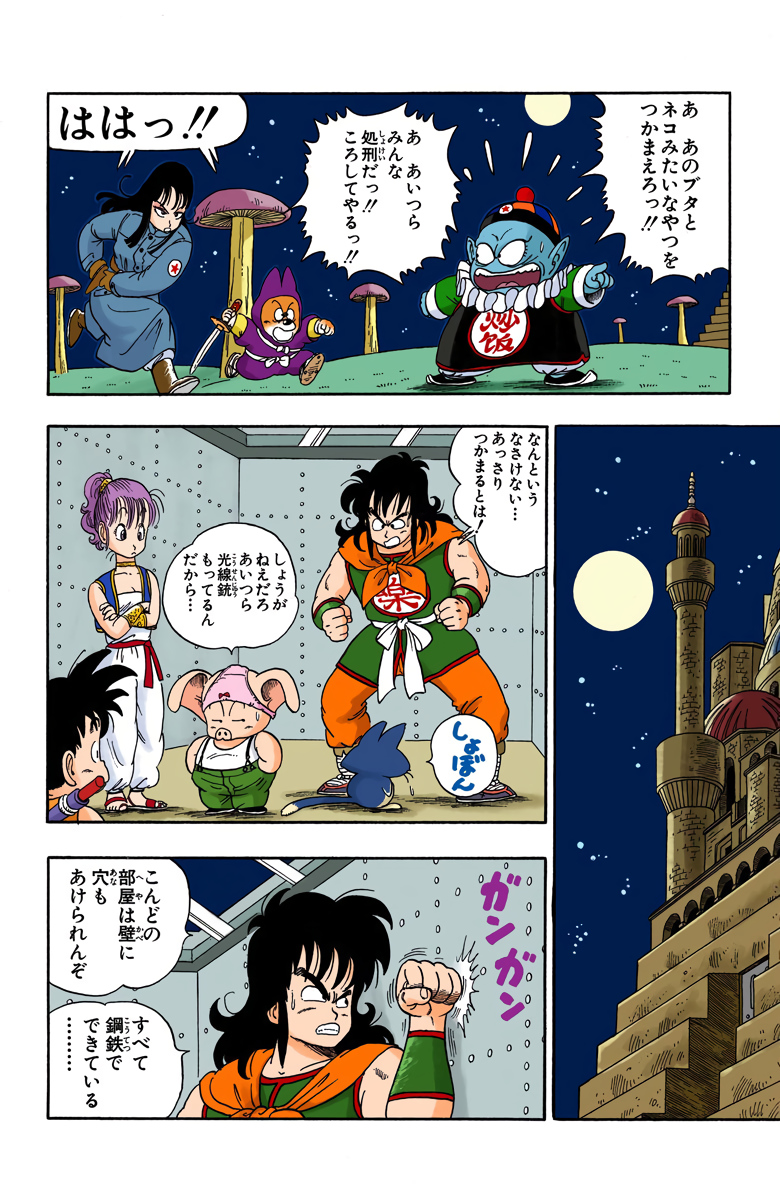 あ　あのブタと
ネコみたいなやつを
つかまえろっ!!
あ　あいつら
みんな
処刑だっ!!
ころしてやるっ!!
ははっ!!
炒
飯
なんという
なさけない…
あっさり
つかまるとは!
楽
しょうが
ねえだろ
あいつら
光線銃
もってるん
だから…
しょぼん
ガンガン
こんどの
部屋は壁に
穴も
あけられんぞ
すべて
鋼鉄で
できている
………